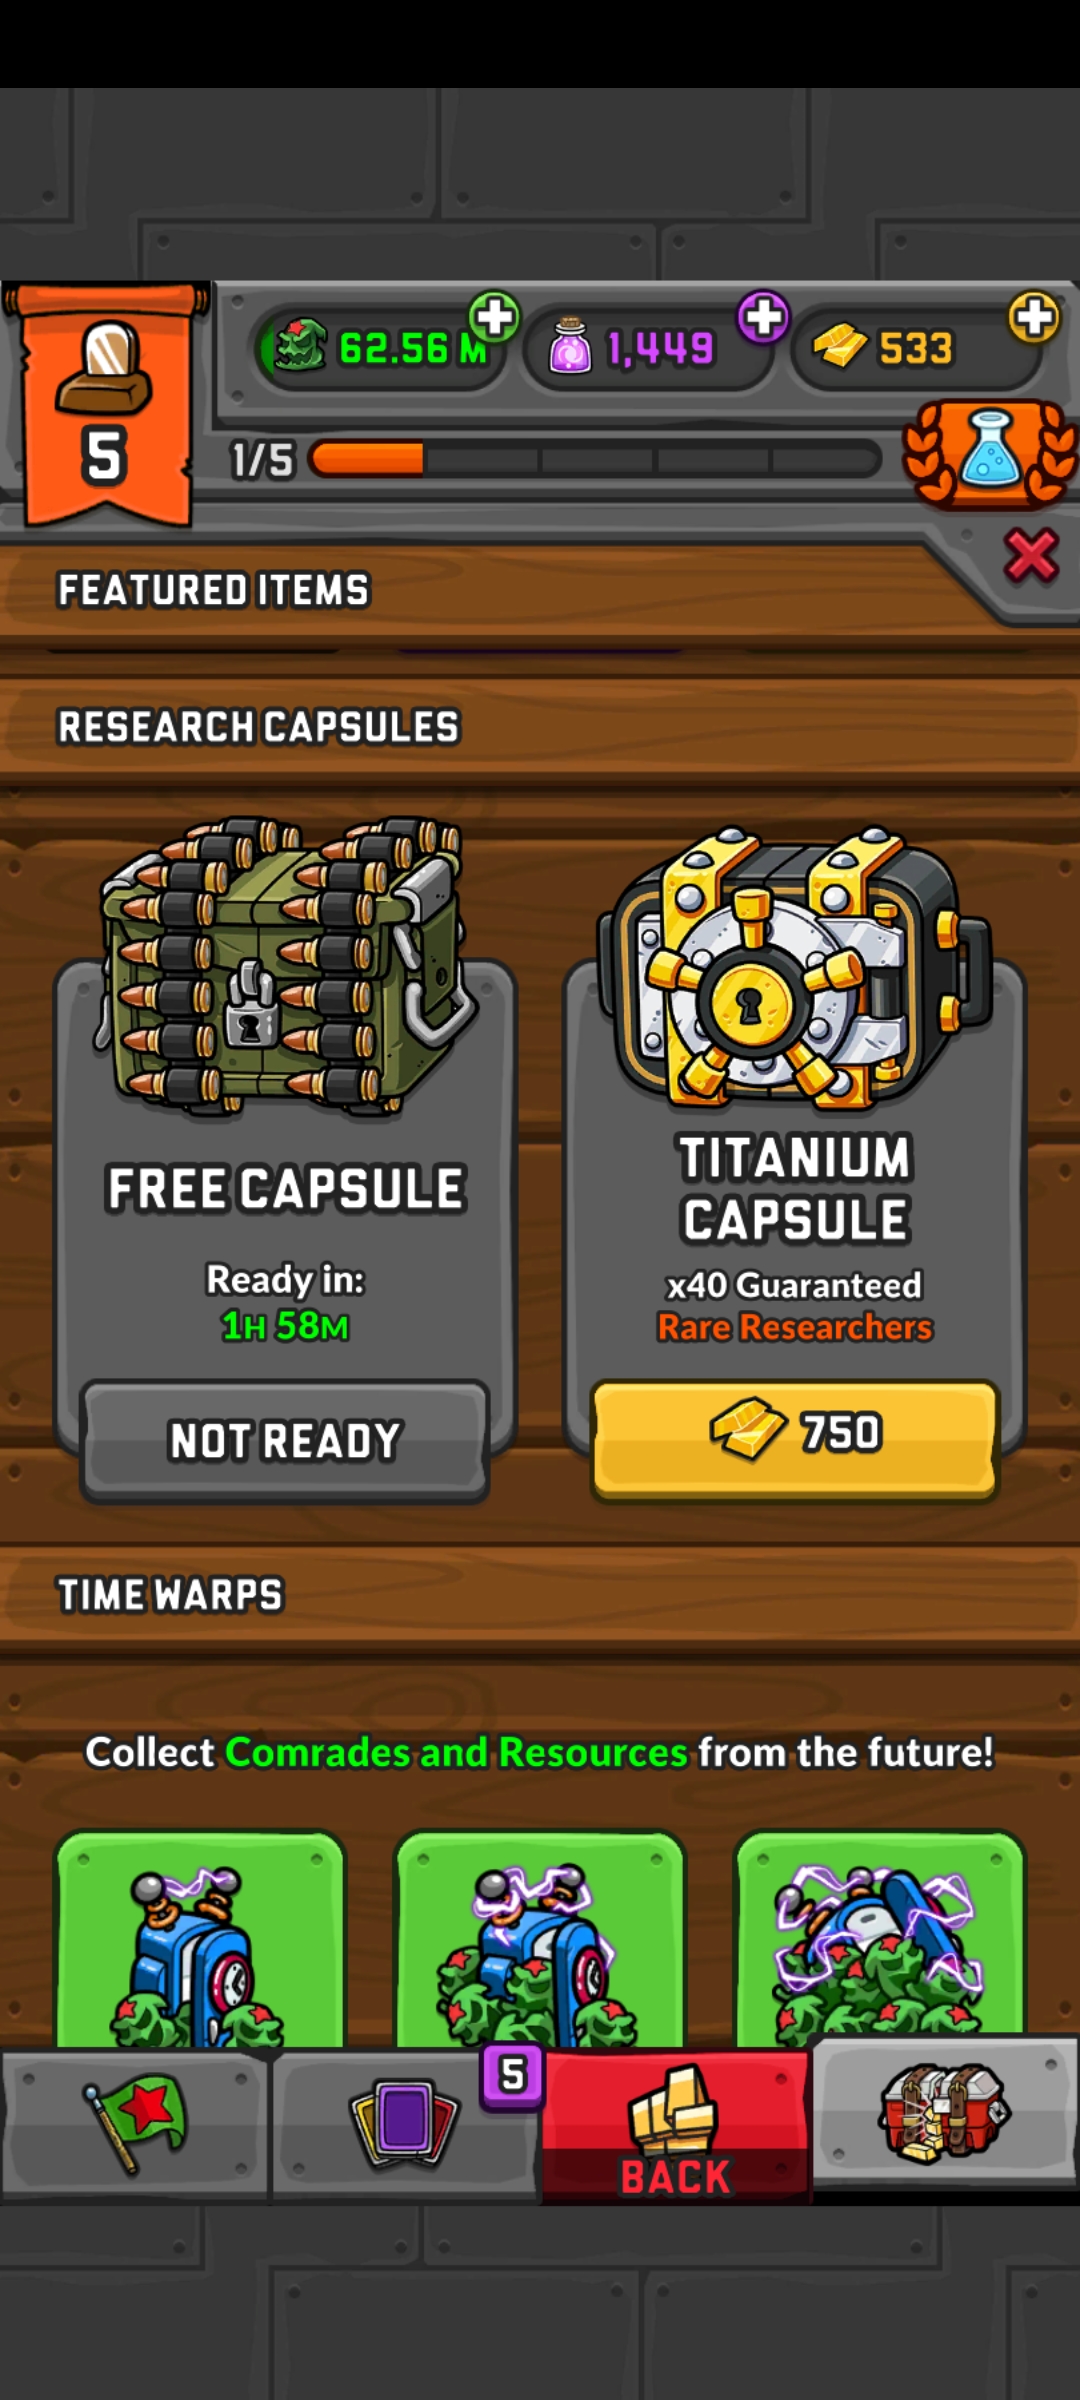 62.56 M
1,449
533
5
1/5
FEATURED ITEMS
RESEARCH CAPSULES
FREE CAPSULE
Ready in:
1H 58M
NOT READY
TITANIUM
CAPSULE
x40 Guaranteed
Rare Researchers
750
TIME WARPS
Collect Comrades and Resources from the future!
5
BACK